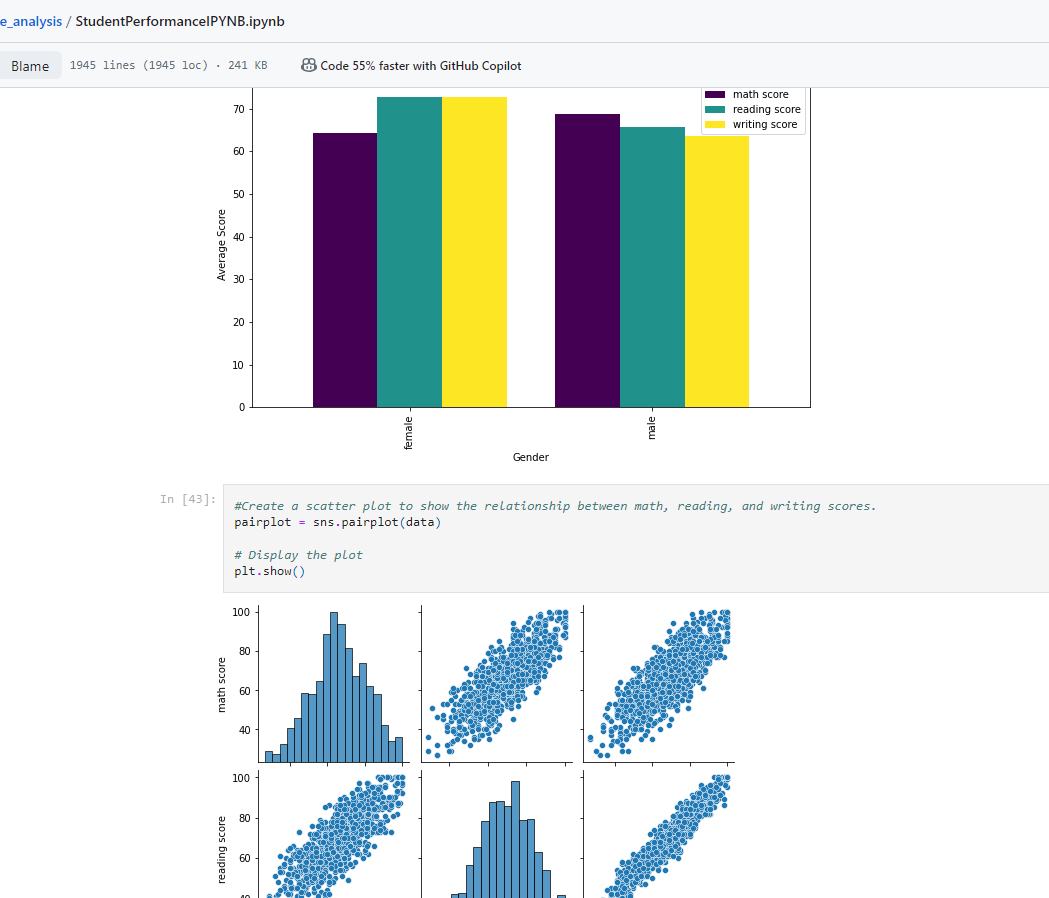 e_analysis / StudentPerformanceIPYNB.ipynb
Blame 1945 lines (1945 loc) · 241 KB Code 55% faster with GitHub Copilot
math score
reading score
writing score
70
60
50
40
30
20
10
0
Average Score
female male
Gender
In [43]:
#Create a scatter plot to show the relationship between math, reading, and writing scores.
pairplot = sns.pairplot(data)
# Display the plot
plt.show()
100
80
60
40
math score
100
80
60
40
reading score